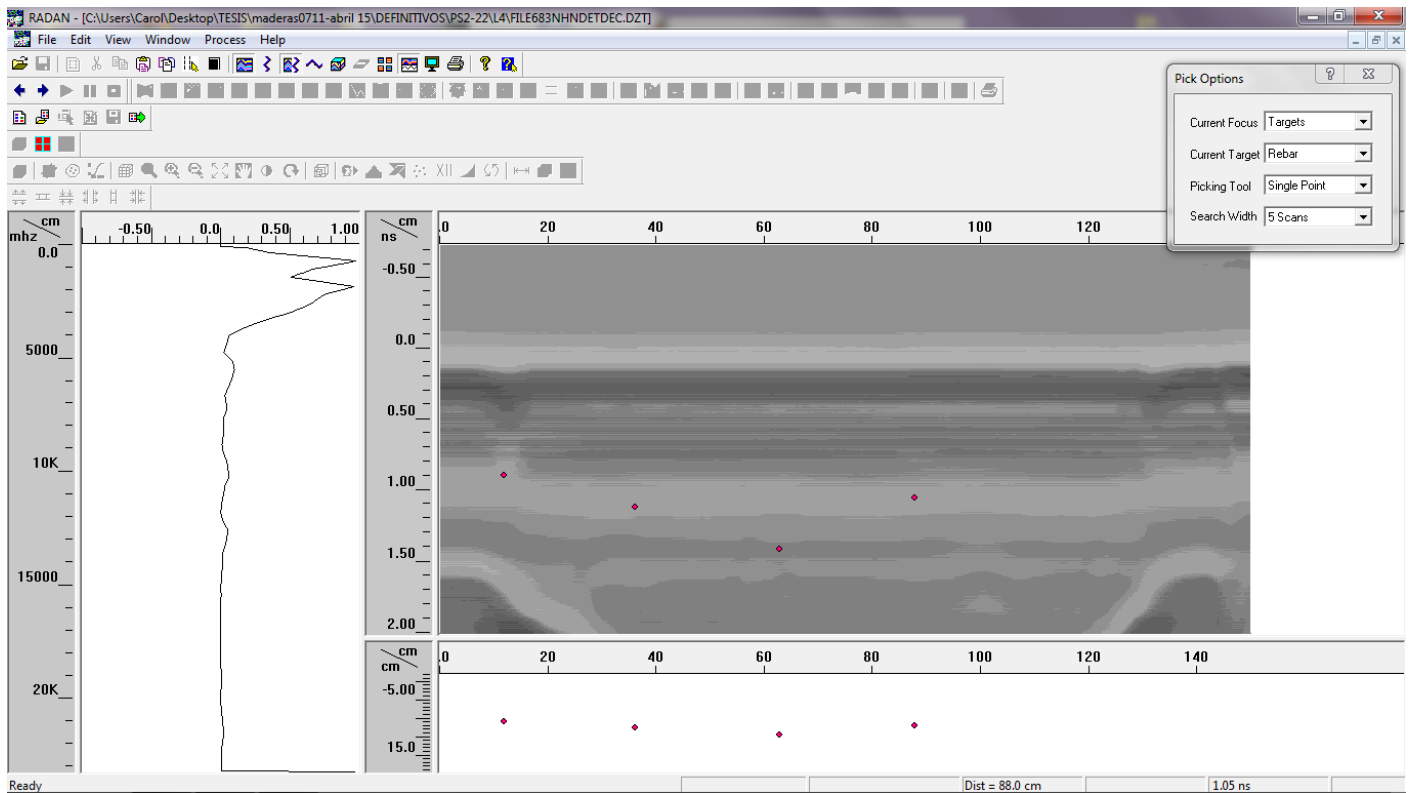 RADAN - [C:\Users\Carol\Desktop\TESIS\maderas0711-abril 15\DEFINITIVOS\PS2-22\L4\FILE683NHNDETDEC.DZT]
File Edit View Window Process Help
Pick Options
Current Focus Targets
Current Target Rebar
Picking Tool Single Point
Search Width 5 Scans
XII
cm
mhz
-0.50 0.0 0.50 1.00
cm
ns
.0 20 40 60 80 100 120
0.0
5000
10K
15000
20K
-0.50
0.0
0.50
1.00
1.50
2.00
cm
cm
.0 20 40 60 80 100 120 140
-5.00
15.0
Ready Dist = 88.0 cm 1.05 ns